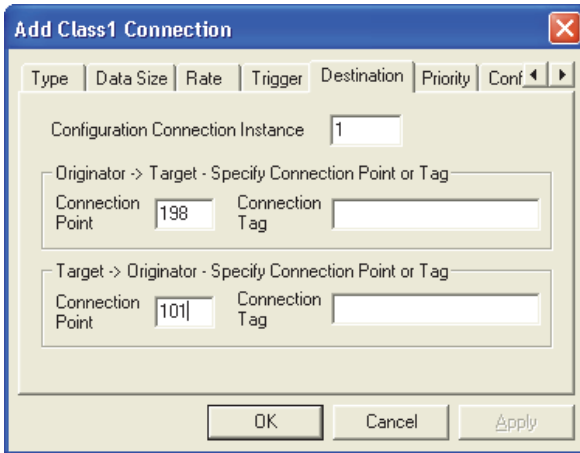 Add Class1 Connection
Type Data Size Rate Trigger Destination Priority Conf
Configuration Connection Instance 1
Originator -> Target - Specify Connection Point or Tag
Connection Point 198 Connection Tag
Target -> Originator - Specify Connection Point or Tag
Connection Point 101 Connection Tag
OK Cancel Apply